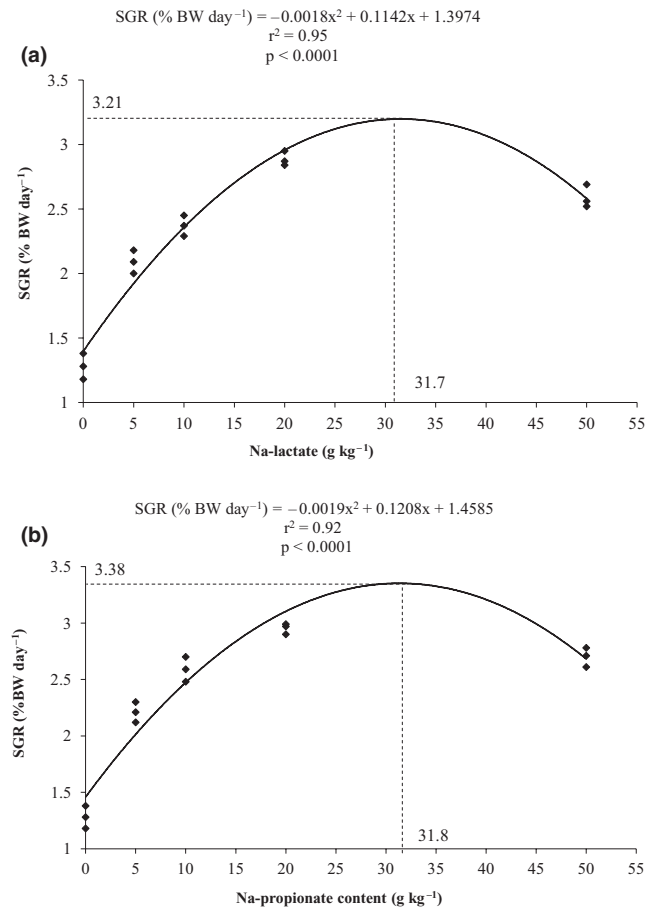 SGR (% BW day⁻¹) = −0.0018x² + 0.1142x + 1.3974
r² = 0.95
p < 0.0001
(a)
3.5
3.21
3
2.5
2
1.5
1
SGR (% BW day⁻¹)
31.7
0 5 10 15 20 25 30 35 40 45 50 55
Na-lactate (g kg⁻¹)
SGR (% BW day⁻¹) = −0.0019x² + 0.1208x + 1.4585
r² = 0.92
p < 0.0001
(b)
3.5
3.38
3
2.5
2
1.5
1
SGR (%BW day⁻¹)
31.8
0 5 10 15 20 25 30 35 40 45 50 55
Na-propionate content (g kg⁻¹)